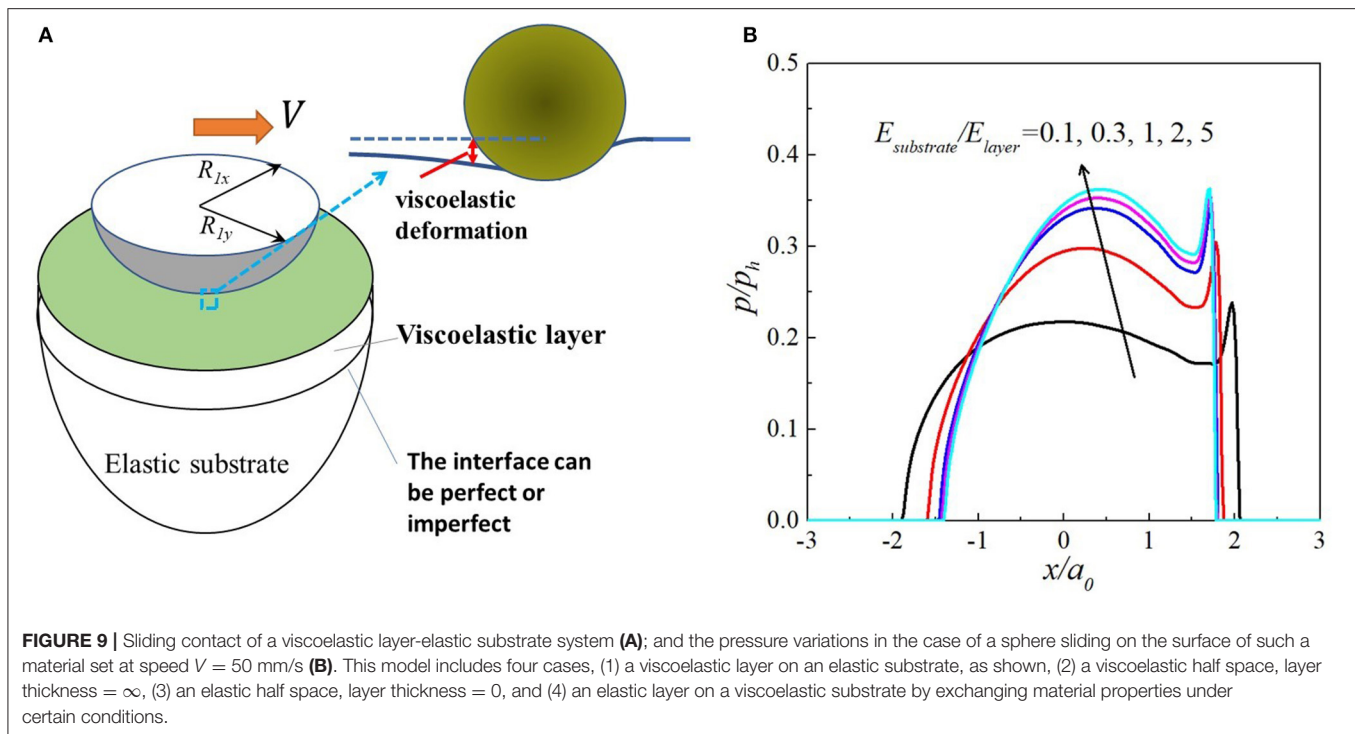 A
V
R1x
R1y
viscoelastic
deformation
Viscoelastic layer
Elastic substrate
The interface can
be perfect or
imperfect
B
0.5
0.4
0.3
0.2
0.1
0.0
p/ph
Esubstrate/Elayer=0.1, 0.3, 1, 2, 5
-3 -2 -1 0 1 2 3
x/a0
FIGURE 9 | Sliding contact of a viscoelastic layer-elastic substrate system (A); and the pressure variations in the case of a sphere sliding on the surface of such a
material set at speed V = 50 mm/s (B). This model includes four cases, (1) a viscoelastic layer on an elastic substrate, as shown, (2) a viscoelastic half space, layer
thickness = ∞, (3) an elastic half space, layer thickness = 0, and (4) an elastic layer on a viscoelastic substrate by exchanging material properties under
certain conditions.